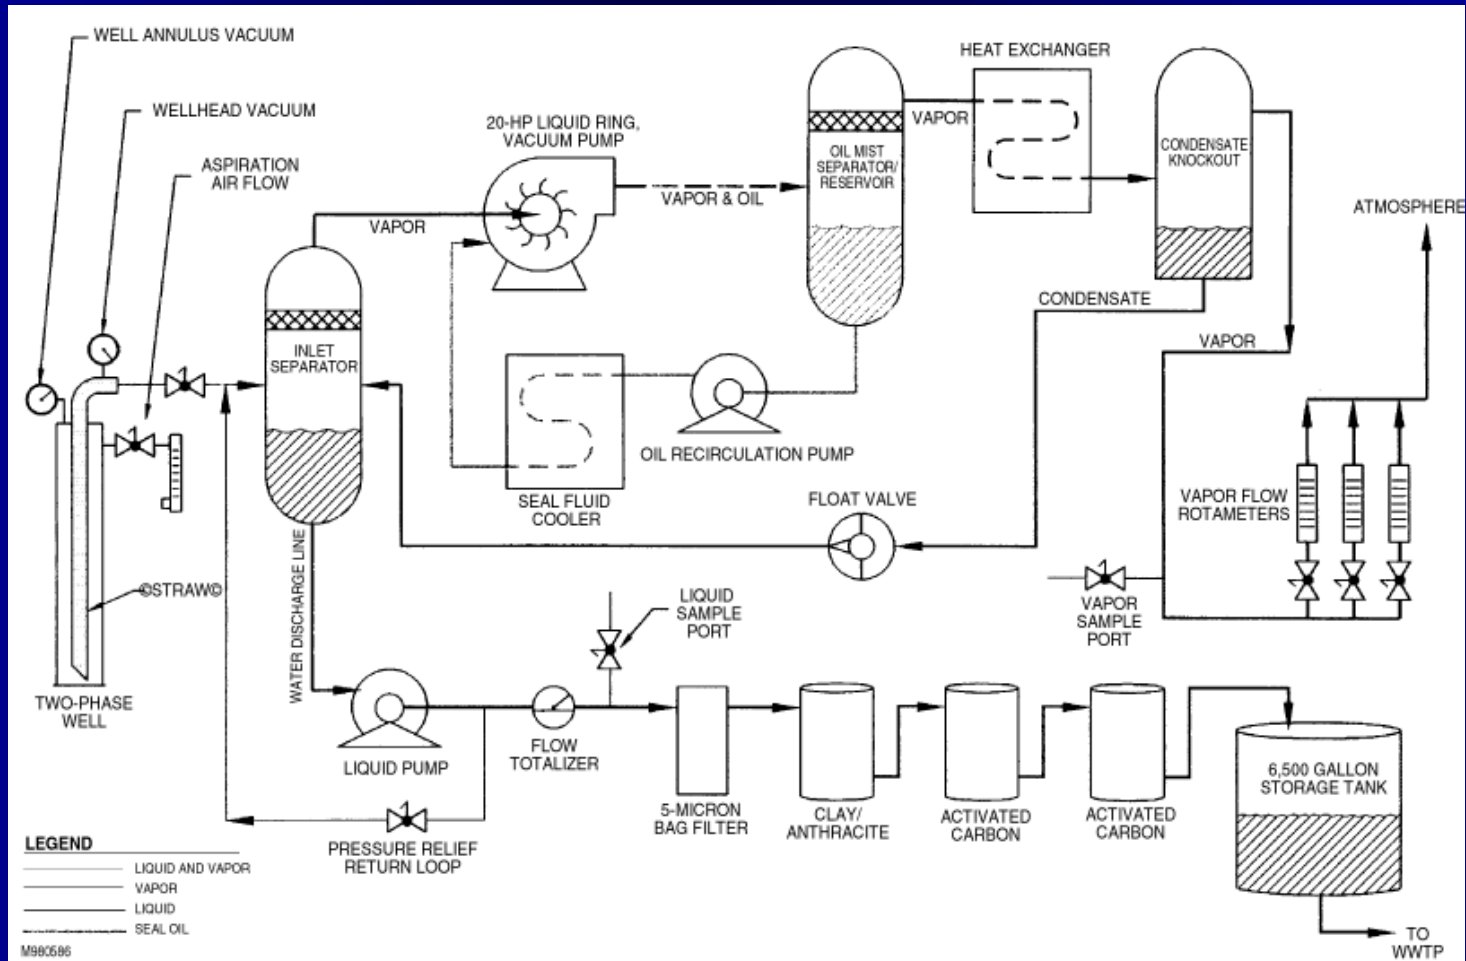 WELL ANNULUS VACUUM
WELLHEAD VACUUM
ASPIRATION
AIR FLOW
20-HP LIQUID RING,
VACUUM PUMP
VAPOR
VAPOR & OIL
OIL MIST
SEPARATOR/
RESERVOIR
VAPOR
HEAT EXCHANGER
CONDENSATE
KNOCKOUT
ATMOSPHERE
CONDENSATE
VAPOR
INLET
SEPARATOR
SEAL FLUID
COOLER
OIL RECIRCULATION PUMP
FLOAT VALVE
VAPOR FLOW
ROTAMETERS
VAPOR
SAMPLE
PORT
©STRAW©
TWO-PHASE
WELL
WATER DISCHARGE LINE
LIQUID
SAMPLE
PORT
LIQUID PUMP
FLOW
TOTALIZER
5-MICRON
BAG FILTER
CLAY/
ANTHRACITE
ACTIVATED
CARBON
ACTIVATED
CARBON
6,500 GALLON
STORAGE TANK
TO
WWTP
PRESSURE RELIEF
RETURN LOOP
LEGEND
LIQUID AND VAPOR
VAPOR
LIQUID
SEAL OIL
M980586